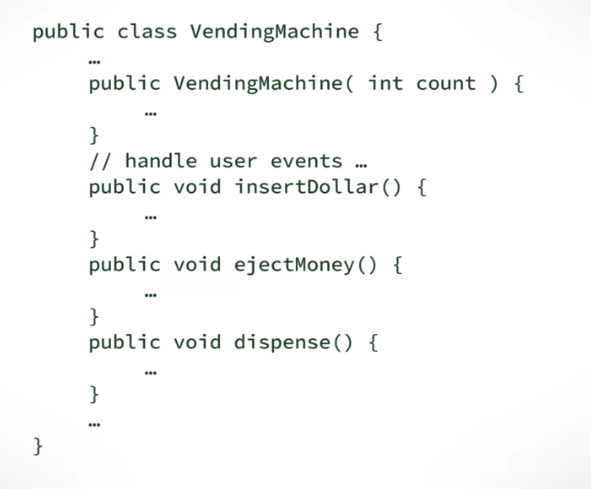 public class VendingMachine {
…
public VendingMachine( int count ) {
…
}
// handle user events …
public void insertDollar() {
…
}
public void ejectMoney() {
…
}
public void dispense() {
…
}
…
}